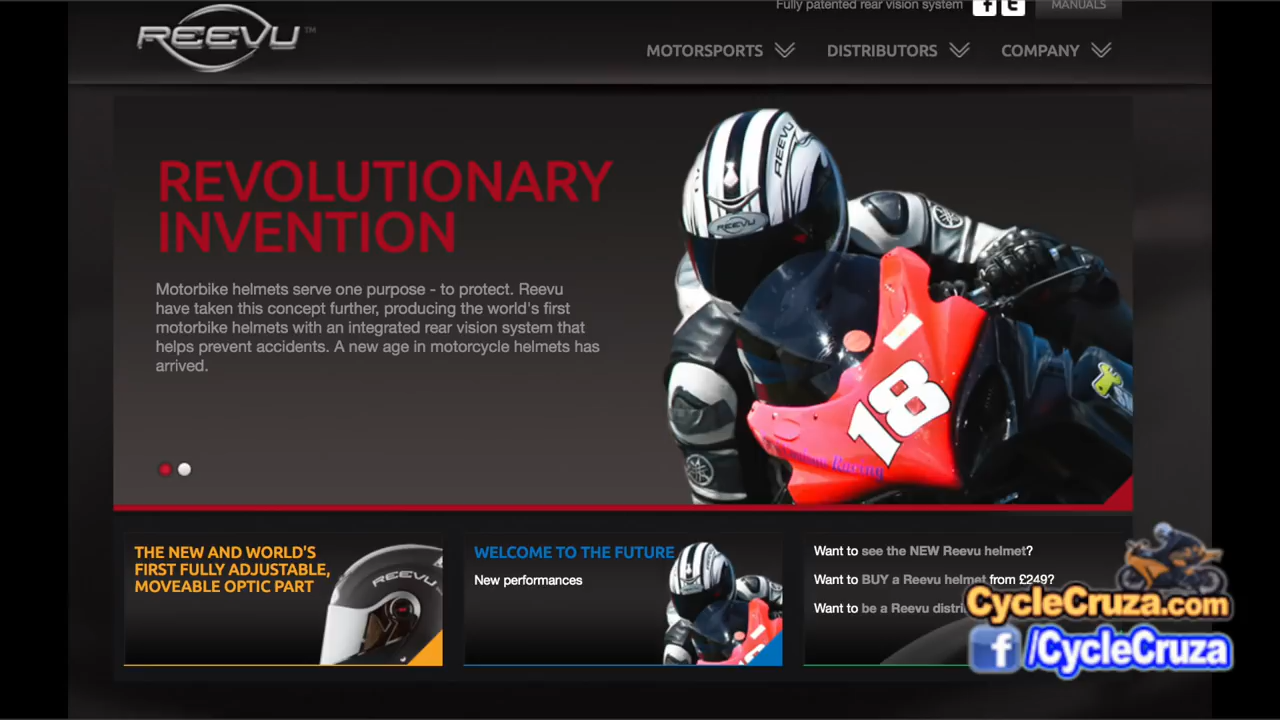 REEVU™
Fully patented rear vision system
MANUALS
MOTORSPORTS
DISTRIBUTORS
COMPANY
REVOLUTIONARY
INVENTION
Motorbike helmets serve one purpose - to protect. Reevu
have taken this concept further, producing the world's first
motorbike helmets with an integrated rear vision system that
helps prevent accidents. A new age in motorcycle helmets has
arrived.
REEVU
REEVU
18
Racing
THE NEW AND WORLD'S
FIRST FULLY ADJUSTABLE,
MOVEABLE OPTIC PART
REEVU
WELCOME TO THE FUTURE
New performances
Want to see the NEW Reevu helmet?
Want to BUY a Reevu helmet from £249?
Want to be a Reevu
CycleCruza.com
f /CycleCruza